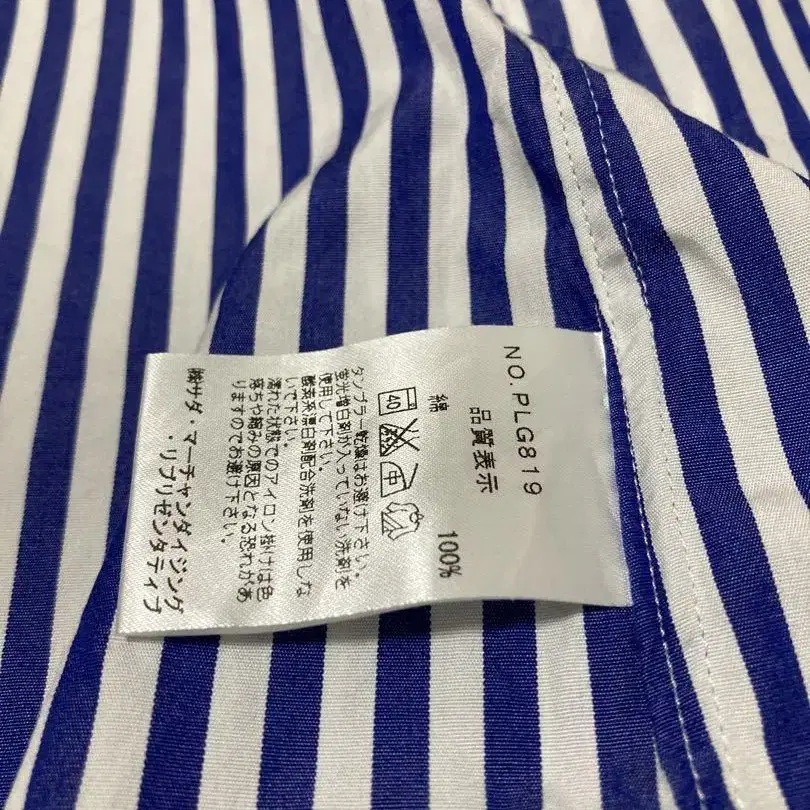 NO.PLG819
品質表示
綿 100%
40
タンブラー乾燥はお避け下さい。
蛍光増白剤が入っていない洗剤を
使用して下さい。
酸素系漂白剤配合洗剤を使用しな
いで下さい。
濡れた状態でのアイロン掛けは色
落ちや縮みの原因となる恐れがあ
りますのでお避け下さい。
㈱サダ・マーチャンダイジング
・リプリゼンタティブ